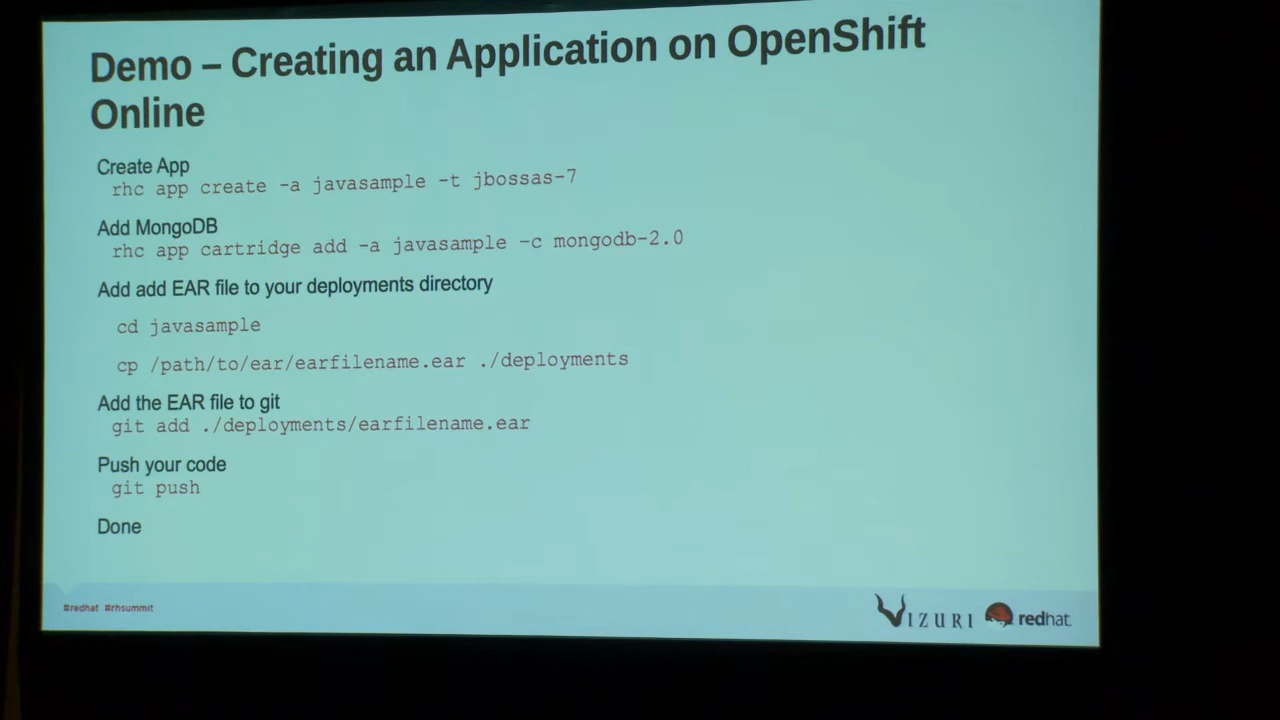 Demo – Creating an Application on OpenShift
Online
Create App
rhc app create -a javasample -t jbossas-7
Add MongoDB
rhc app cartridge add -a javasample -c mongodb-2.0
Add add EAR file to your deployments directory
cd javasample
cp /path/to/ear/earfilename.ear ./deployments
Add the EAR file to git
git add ./deployments/earfilename.ear
Push your code
git push
Done
#redhat #rhsummit
VIZURI redhat.